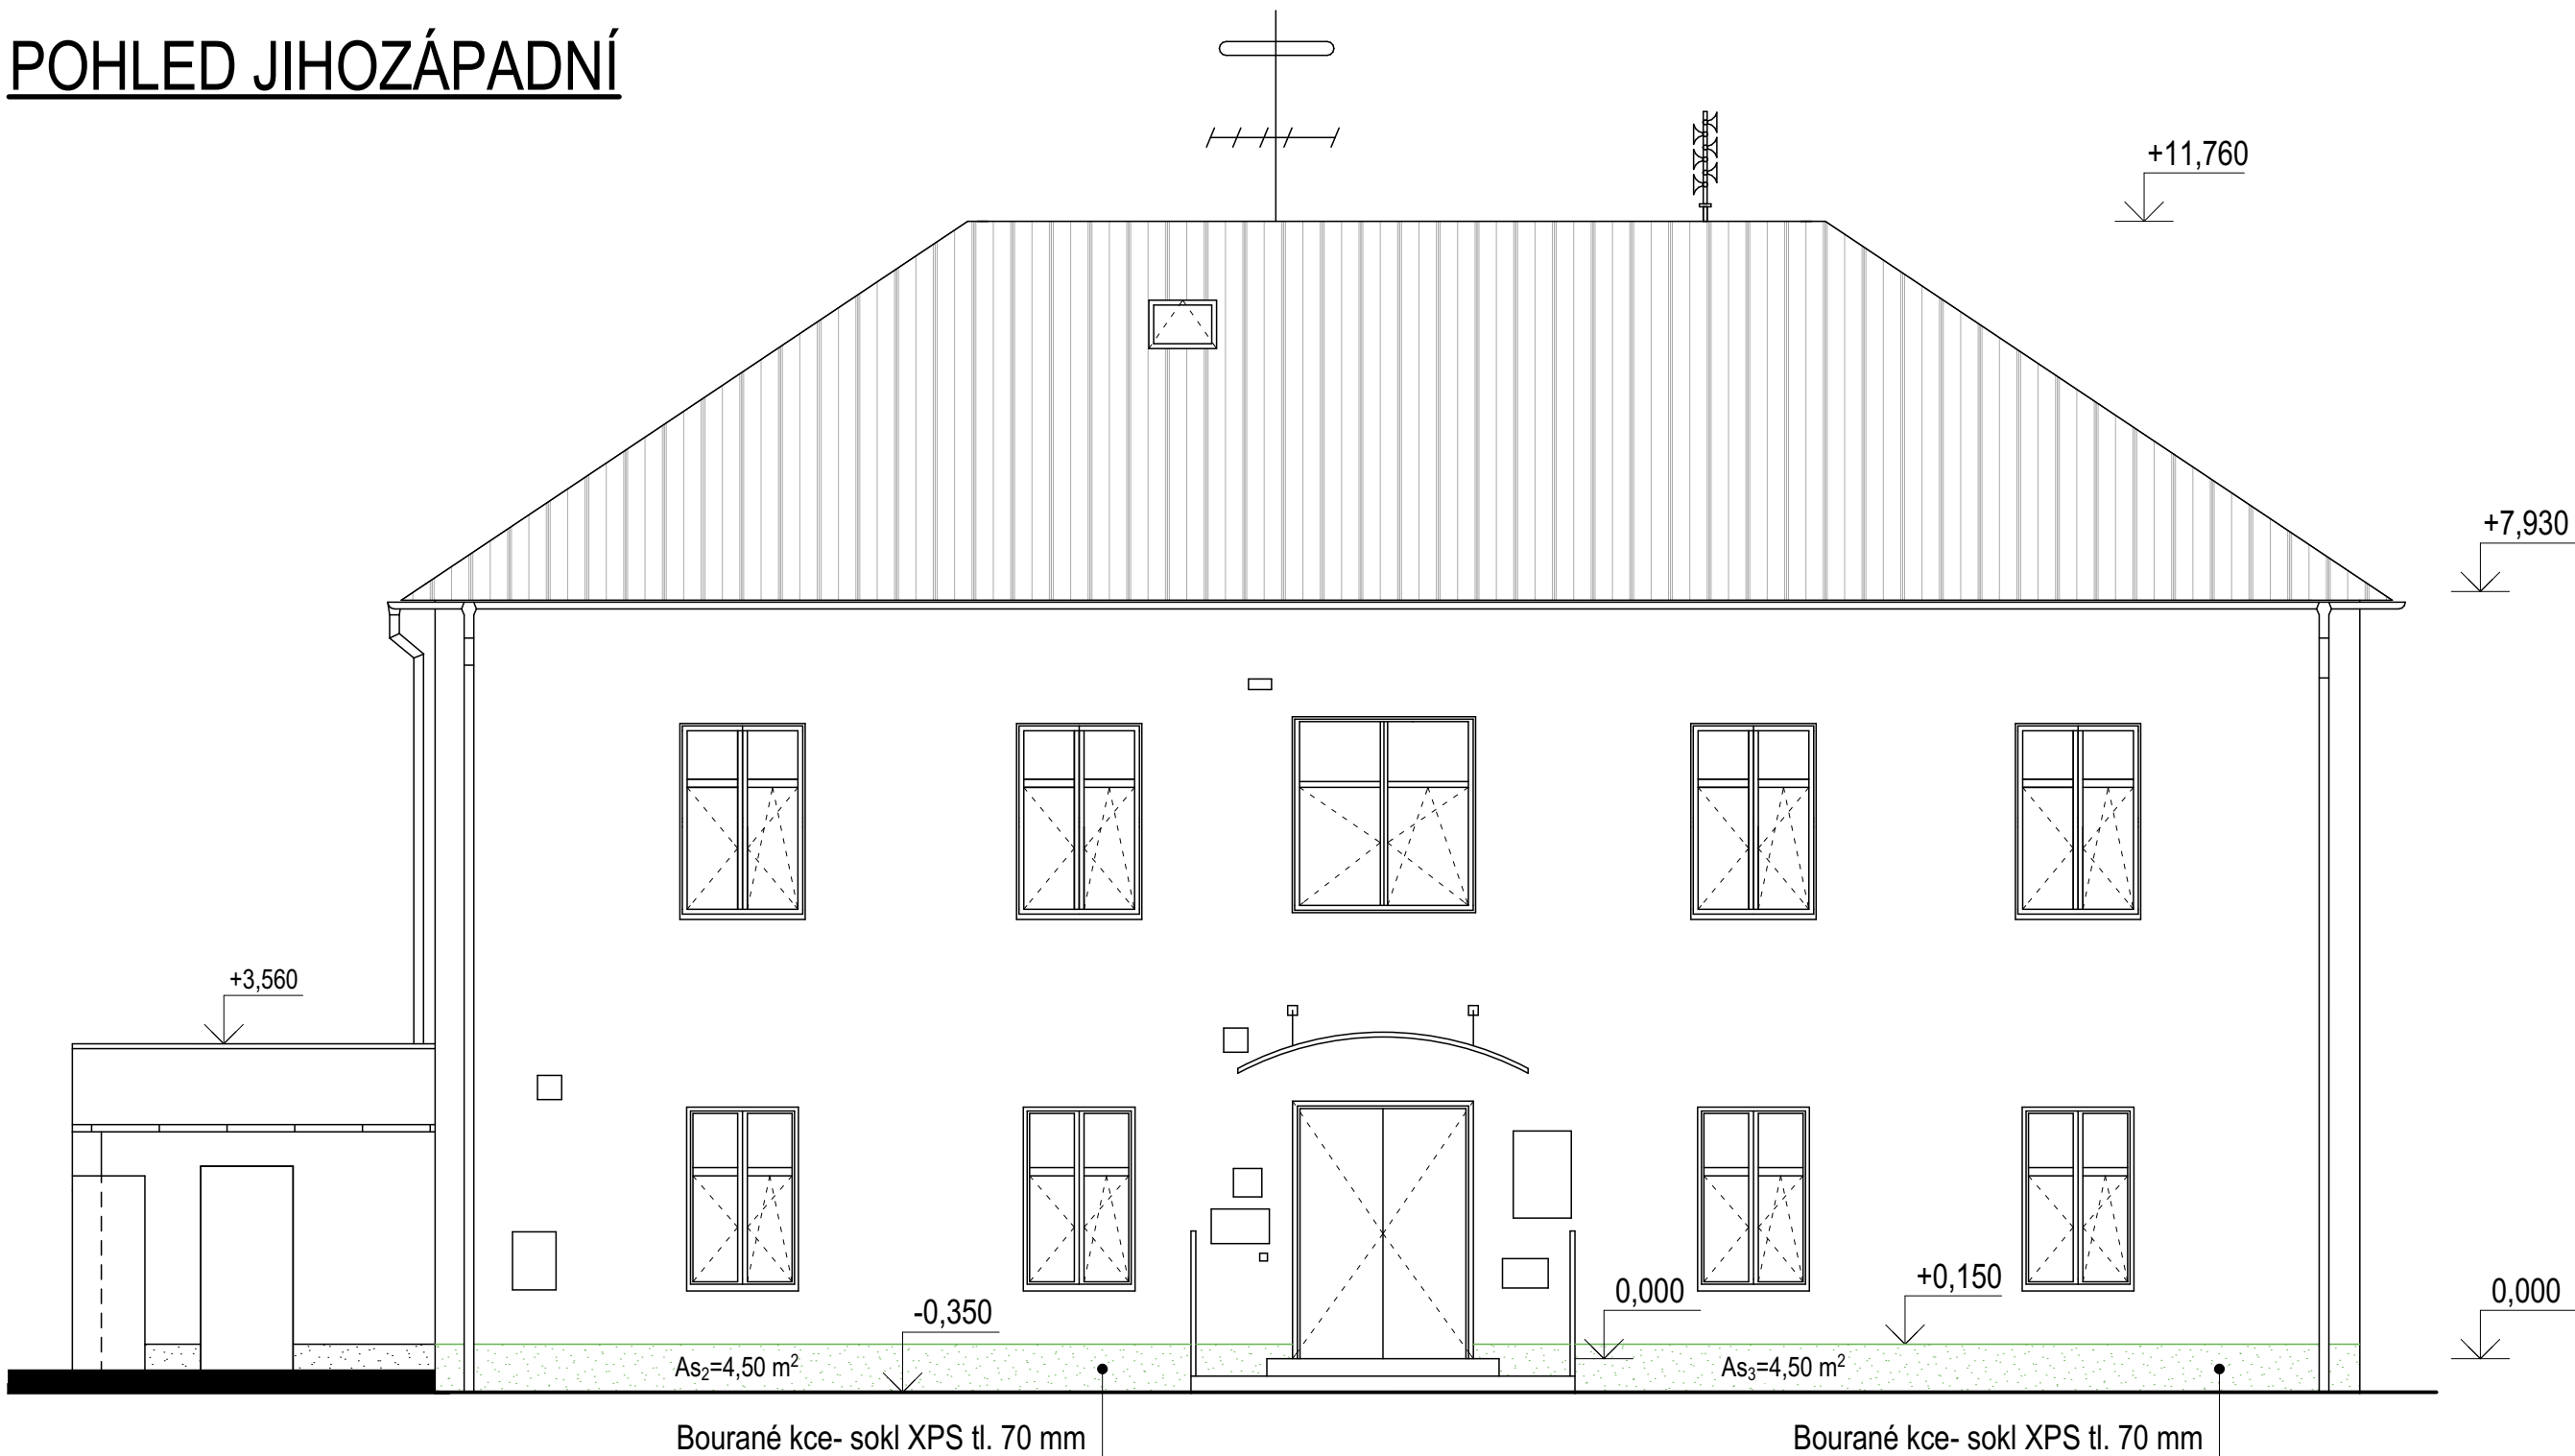 POHLED JIHOZÁPADNÍ
+11,760
+7,930
+3,560
+0,150
0,000
0,000
-0,350
As₂=4,50 m²
As₃=4,50 m²
Bourané kce- sokl XPS tl. 70 mm
Bourané kce- sokl XPS tl. 70 mm